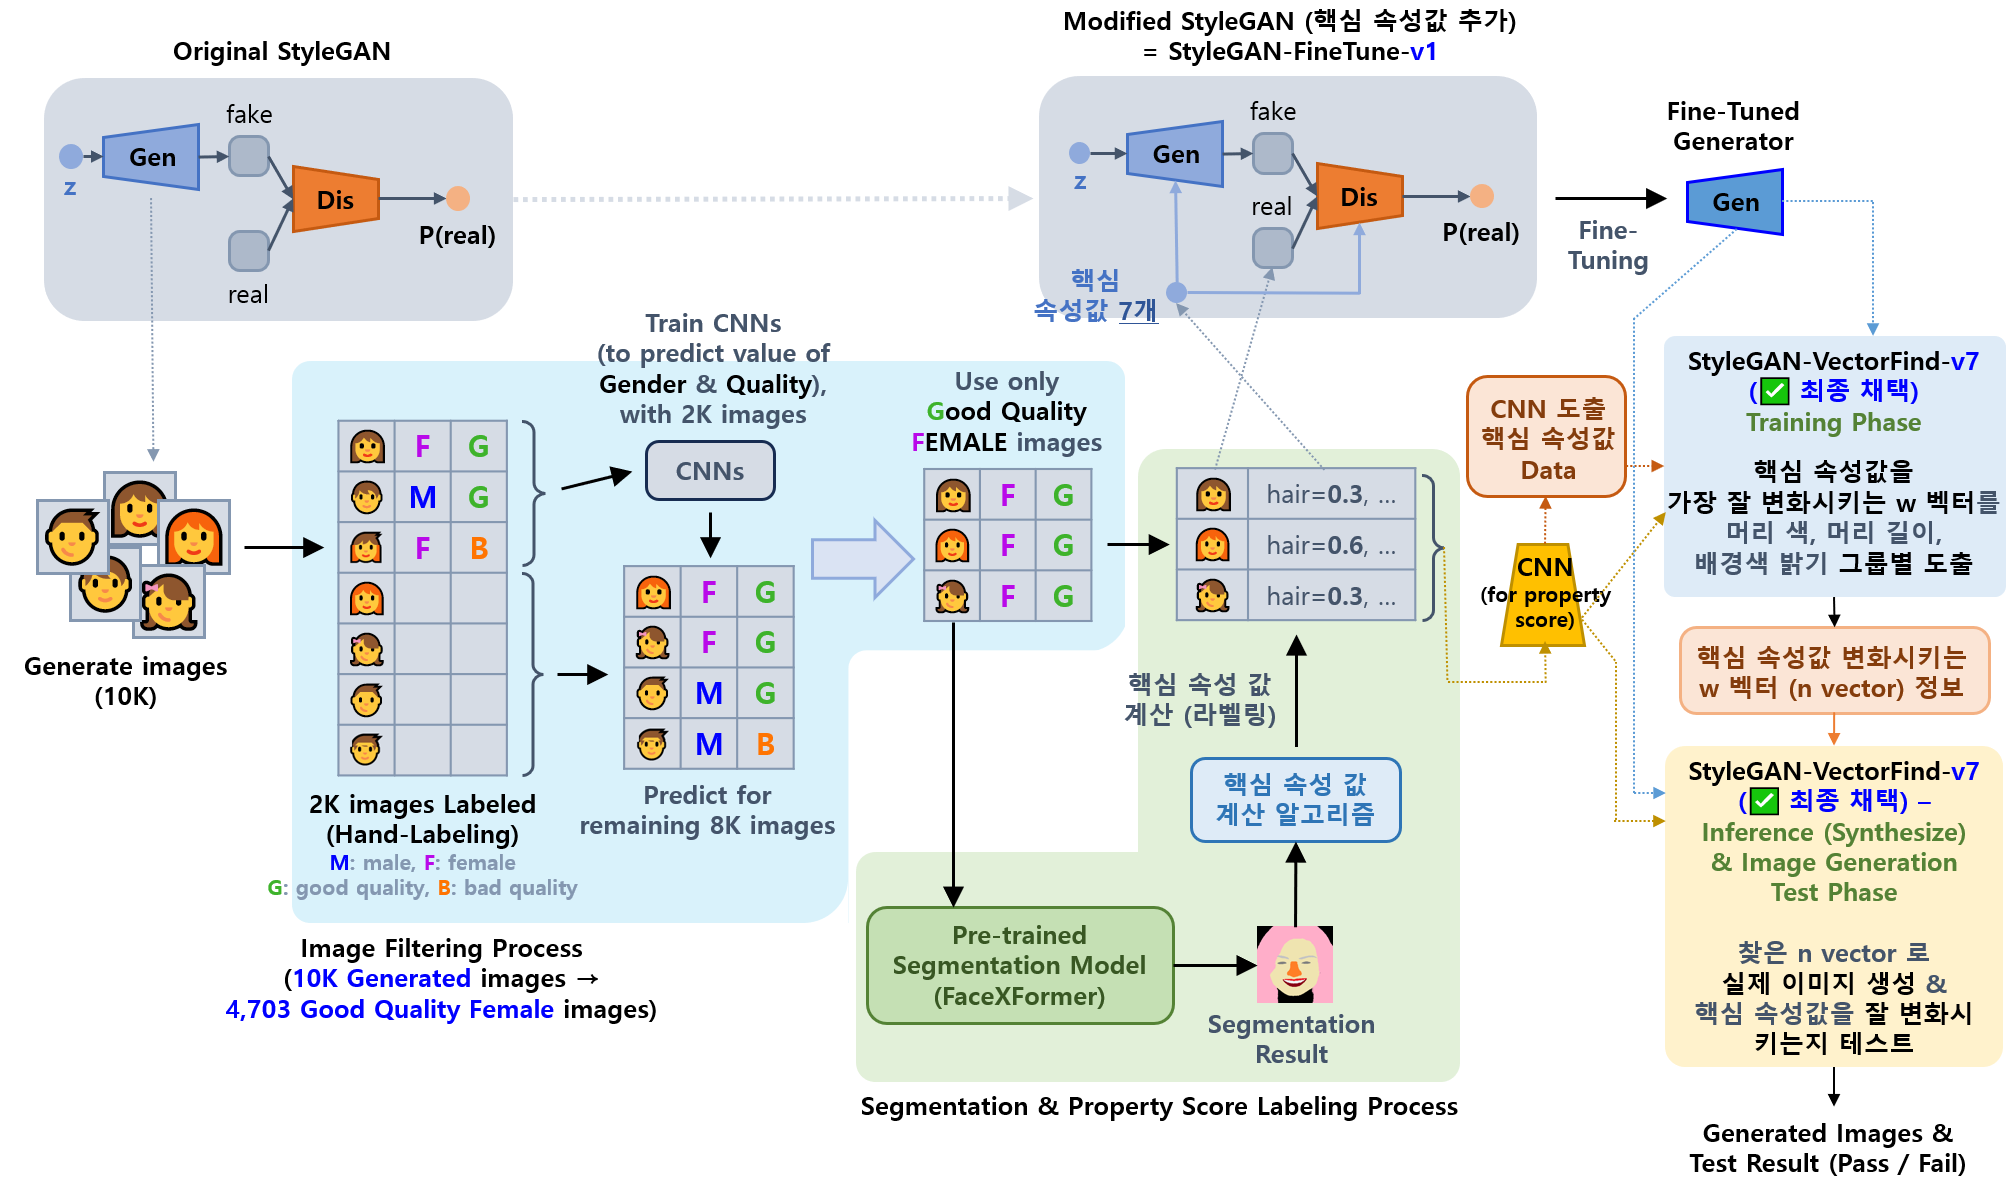 Original StyleGAN
fake
Gen
z
Dis
P(real)
real
Modified StyleGAN (핵심 속성값 추가)
= StyleGAN-FineTune-v1
fake
Gen
z
real
Dis
P(real)
핵심
속성값 7개
Fine-Tuned
Generator
Gen
Fine-
Tuning
Generate images
(10K)
Train CNNs
(to predict value of
Gender & Quality),
with 2K images
CNNs
F G
M G
F B
2K images Labeled
(Hand-Labeling)
M: male, F: female
G: good quality, B: bad quality
F G
F G
M G
M B
Predict for
remaining 8K images
Use only
Good Quality
FEMALE images
F G
F G
F G
Image Filtering Process
(10K Generated images →
4,703 Good Quality Female images)
hair=0.3, ...
hair=0.6, ...
hair=0.3, ...
핵심 속성 값
계산 (라벨링)
핵심 속성 값
계산 알고리즘
Pre-trained
Segmentation Model
(FaceXFormer)
Segmentation
Result
Segmentation & Property Score Labeling Process
CNN 도출
핵심 속성값
Data
CNN
(for property
score)
StyleGAN-VectorFind-v7
(✅ 최종 채택)
Training Phase
핵심 속성값을
가장 잘 변화시키는 w 벡터를
머리 색, 머리 길이,
배경색 밝기 그룹별 도출
핵심 속성값 변화시키는
w 벡터 (n vector) 정보
StyleGAN-VectorFind-v7
(✅ 최종 채택) –
Inference (Synthesize)
& Image Generation
Test Phase
찾은 n vector 로
실제 이미지 생성 &
핵심 속성값을 잘 변화시
키는지 테스트
Generated Images &
Test Result (Pass / Fail)